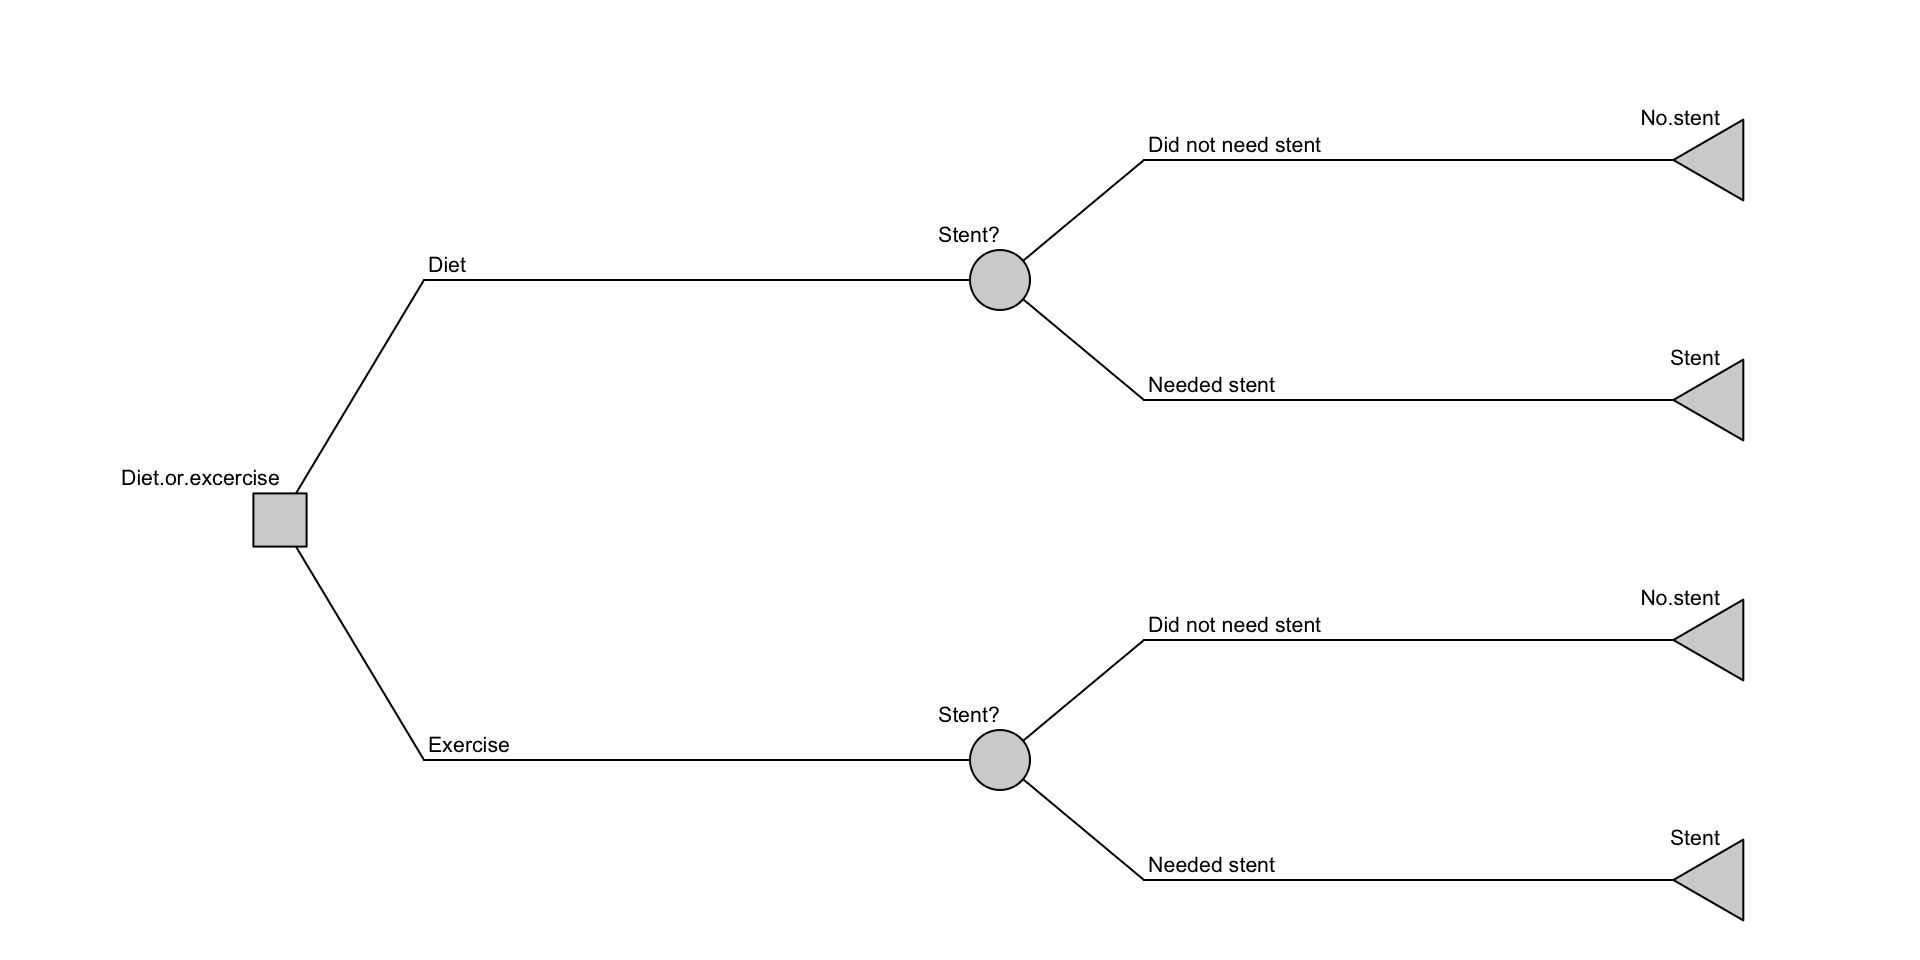 No.stent
Did not need stent
Stent?
Diet
Stent
Needed stent
Diet.or.excercise
No.stent
Did not need stent
Stent?
Exercise
Stent
Needed stent